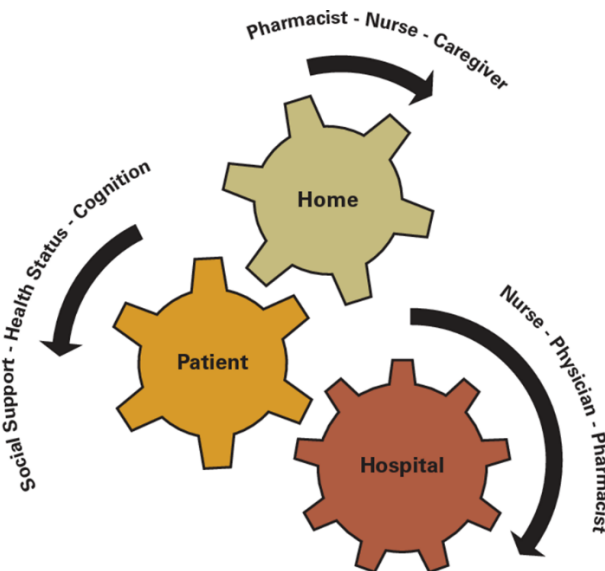 Pharmacist - Nurse - Caregiver
Home
Social Support - Health Status - Cognition
Patient
Nurse - Physician - Pharmacist
Hospital